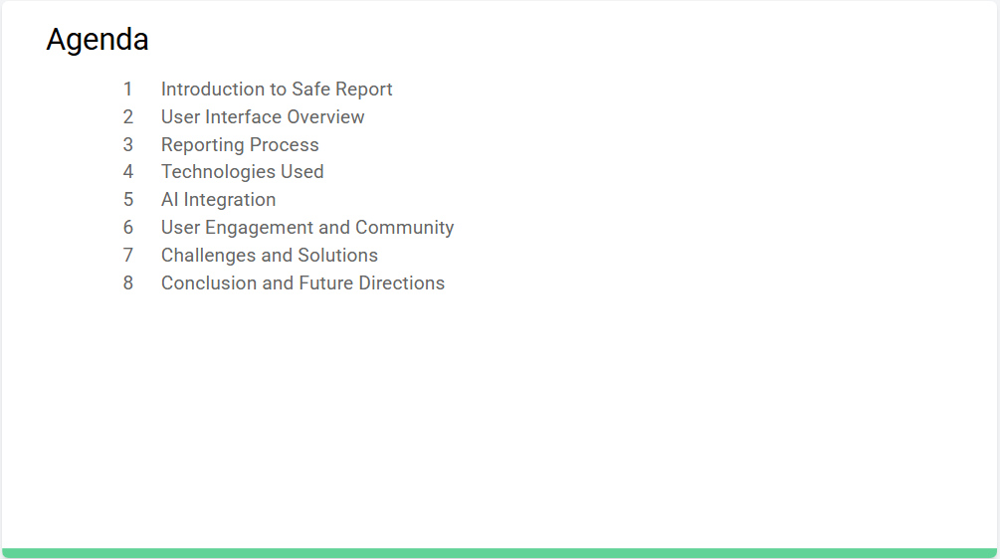 Agenda
1 Introduction to Safe Report
2 User Interface Overview
3 Reporting Process
4 Technologies Used
5 AI Integration
6 User Engagement and Community
7 Challenges and Solutions
8 Conclusion and Future Directions